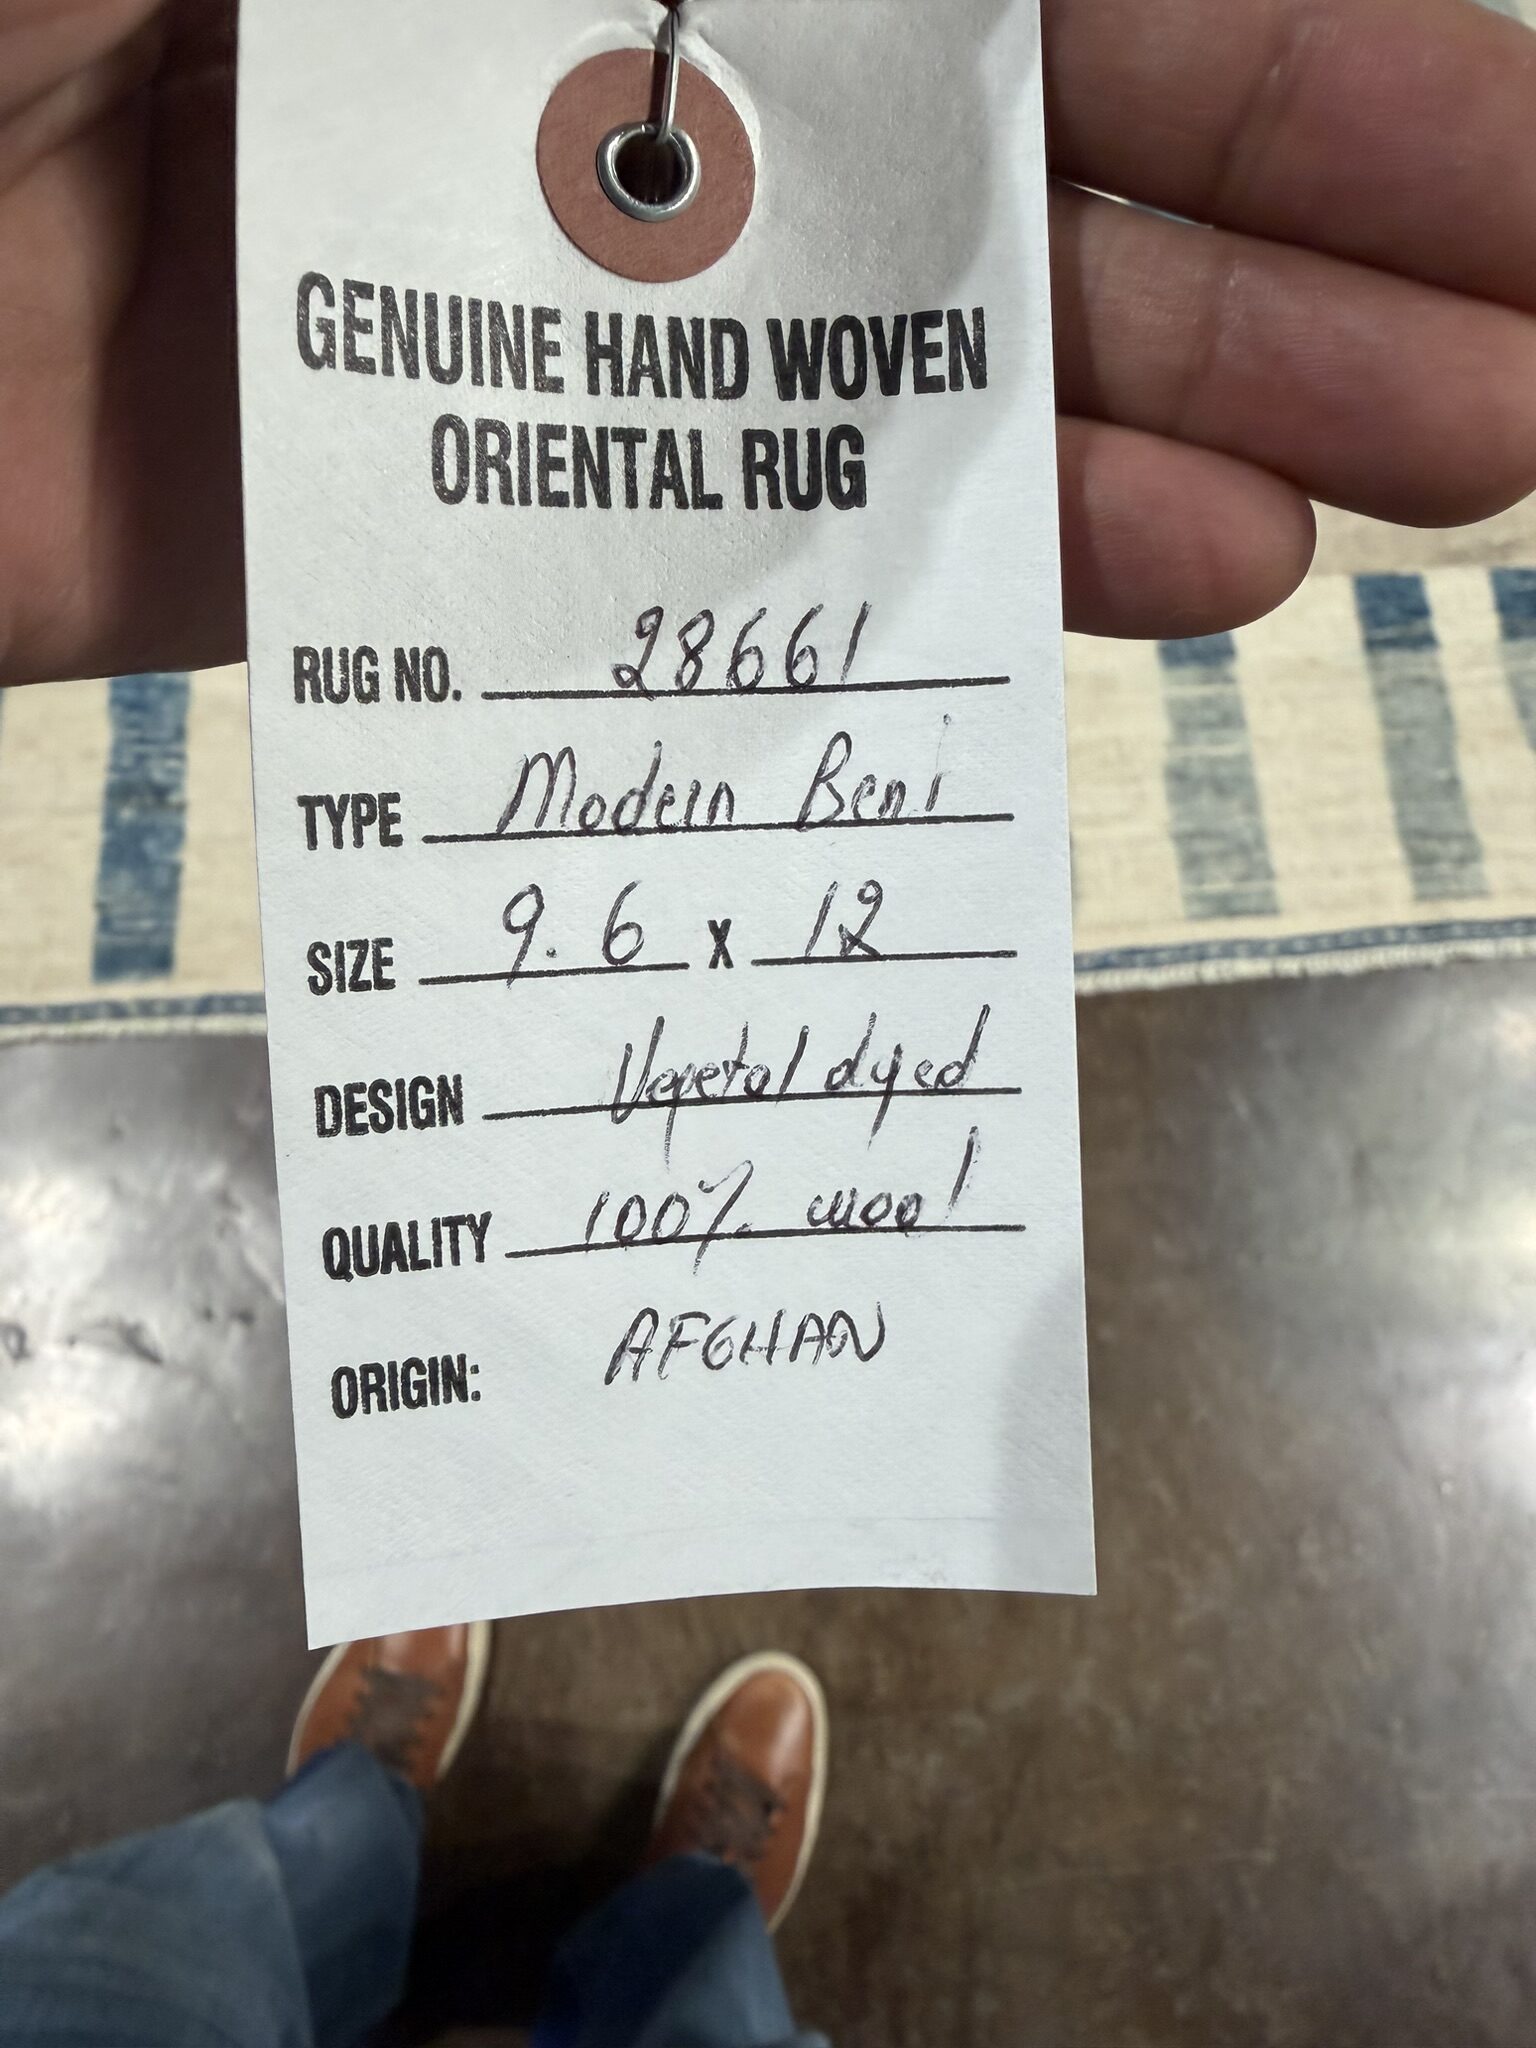 GENUINE HAND WOVEN
ORIENTAL RUG
RUG NO. 28661
TYPE Modern Beni
SIZE 9.6 X 12
DESIGN Vegetal dyed
QUALITY 100% wool
ORIGIN: AFGHAN